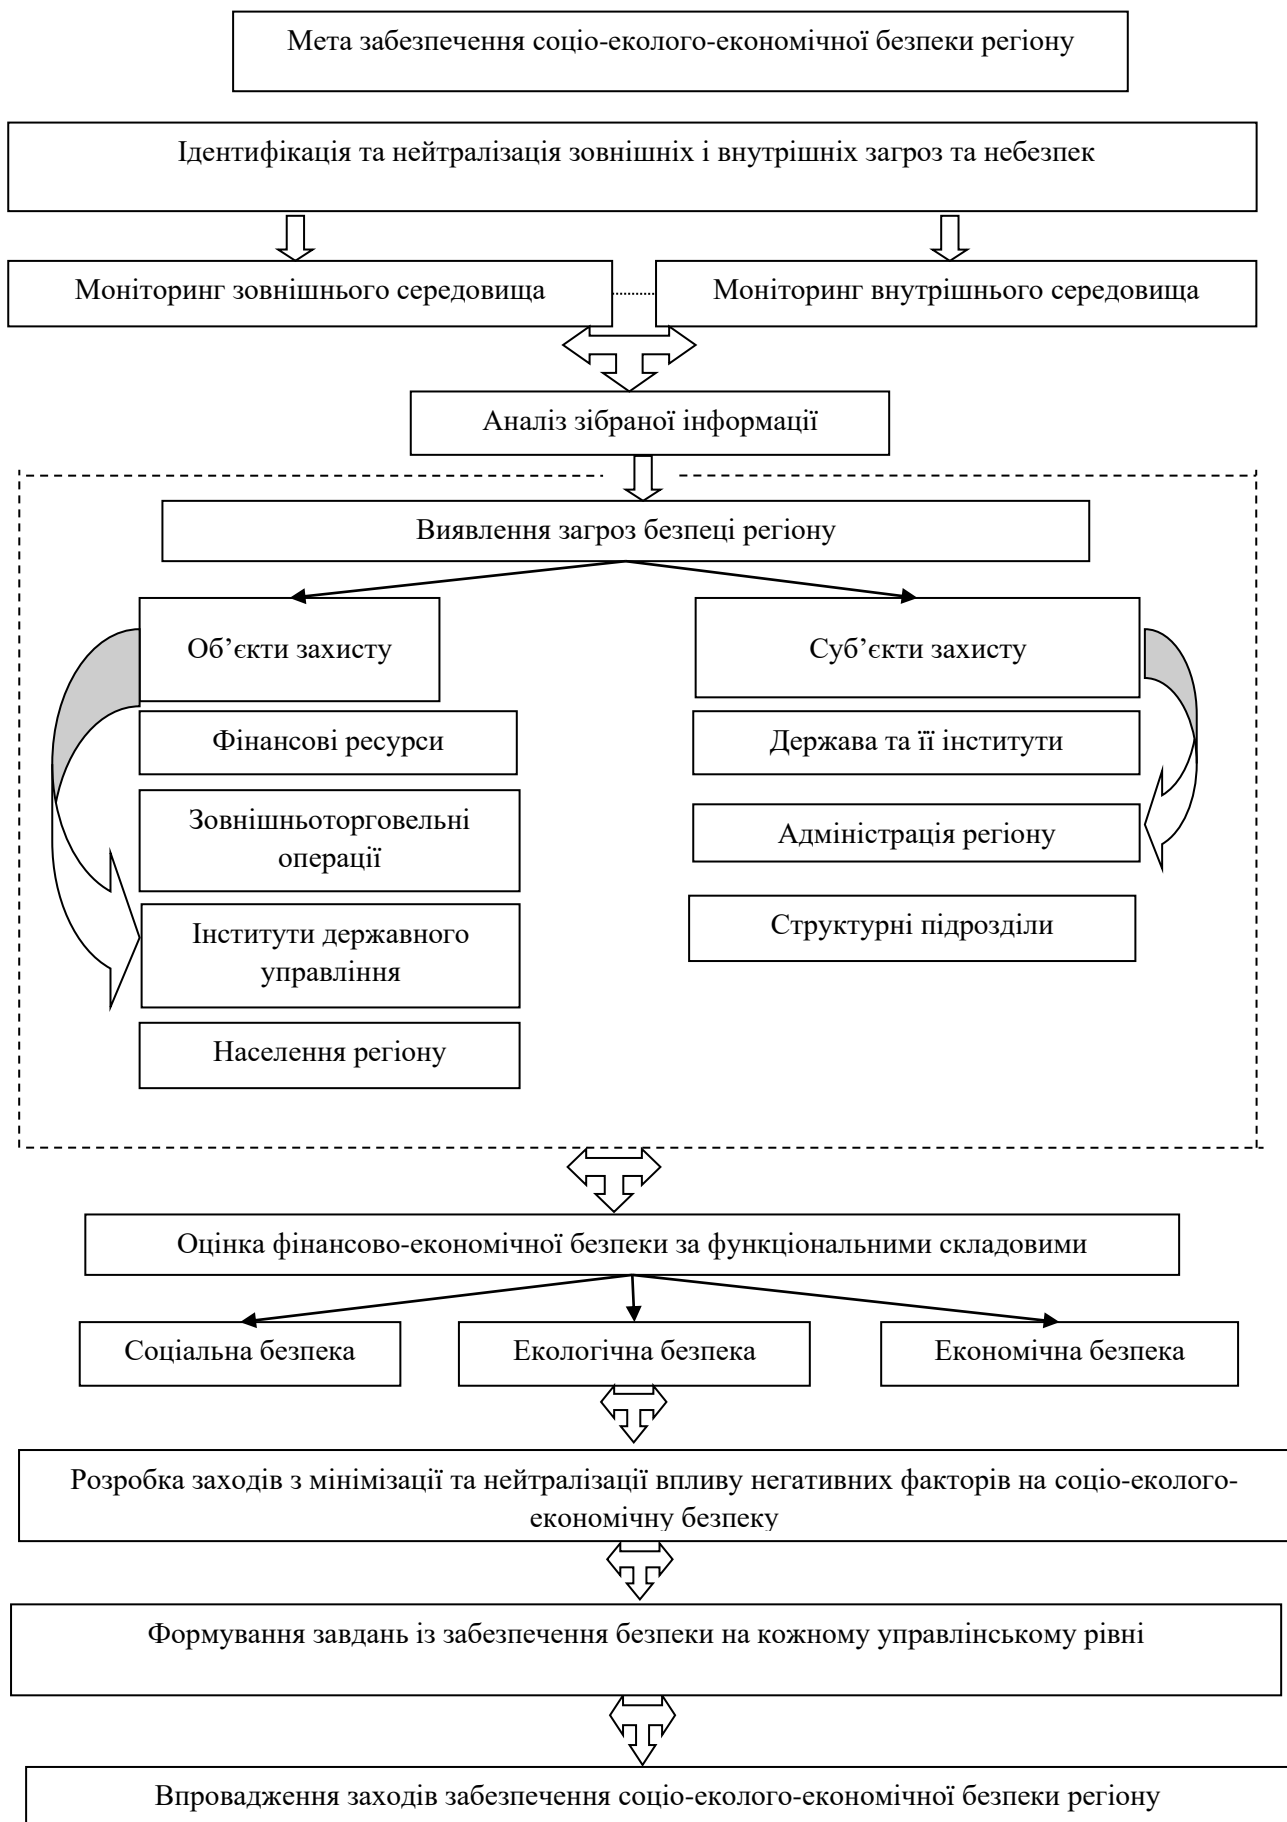 Мета забезпечення соціо-еколого-економічної безпеки регіону
Ідентифікація та нейтралізація зовнішніх і внутрішніх загроз та небезпек
Моніторинг зовнішнього середовища
Моніторинг внутрішнього середовища
Аналіз зібраної інформації
Виявлення загроз безпеці регіону
Об’єкти захисту
Суб’єкти захисту
Фінансові ресурси
Держава та її інститути
Зовнішньоторговельні
операції
Адміністрація регіону
Інститути державного
управління
Структурні підрозділи
Населення регіону
Оцінка фінансово-економічної безпеки за функціональними складовими
Соціальна безпека
Екологічна безпека
Економічна безпека
Розробка заходів з мінімізації та нейтралізації впливу негативних факторів на соціо-еколого-
економічну безпеку
Формування завдань із забезпечення безпеки на кожному управлінському рівні
Впровадження заходів забезпечення соціо-еколого-економічної безпеки регіону